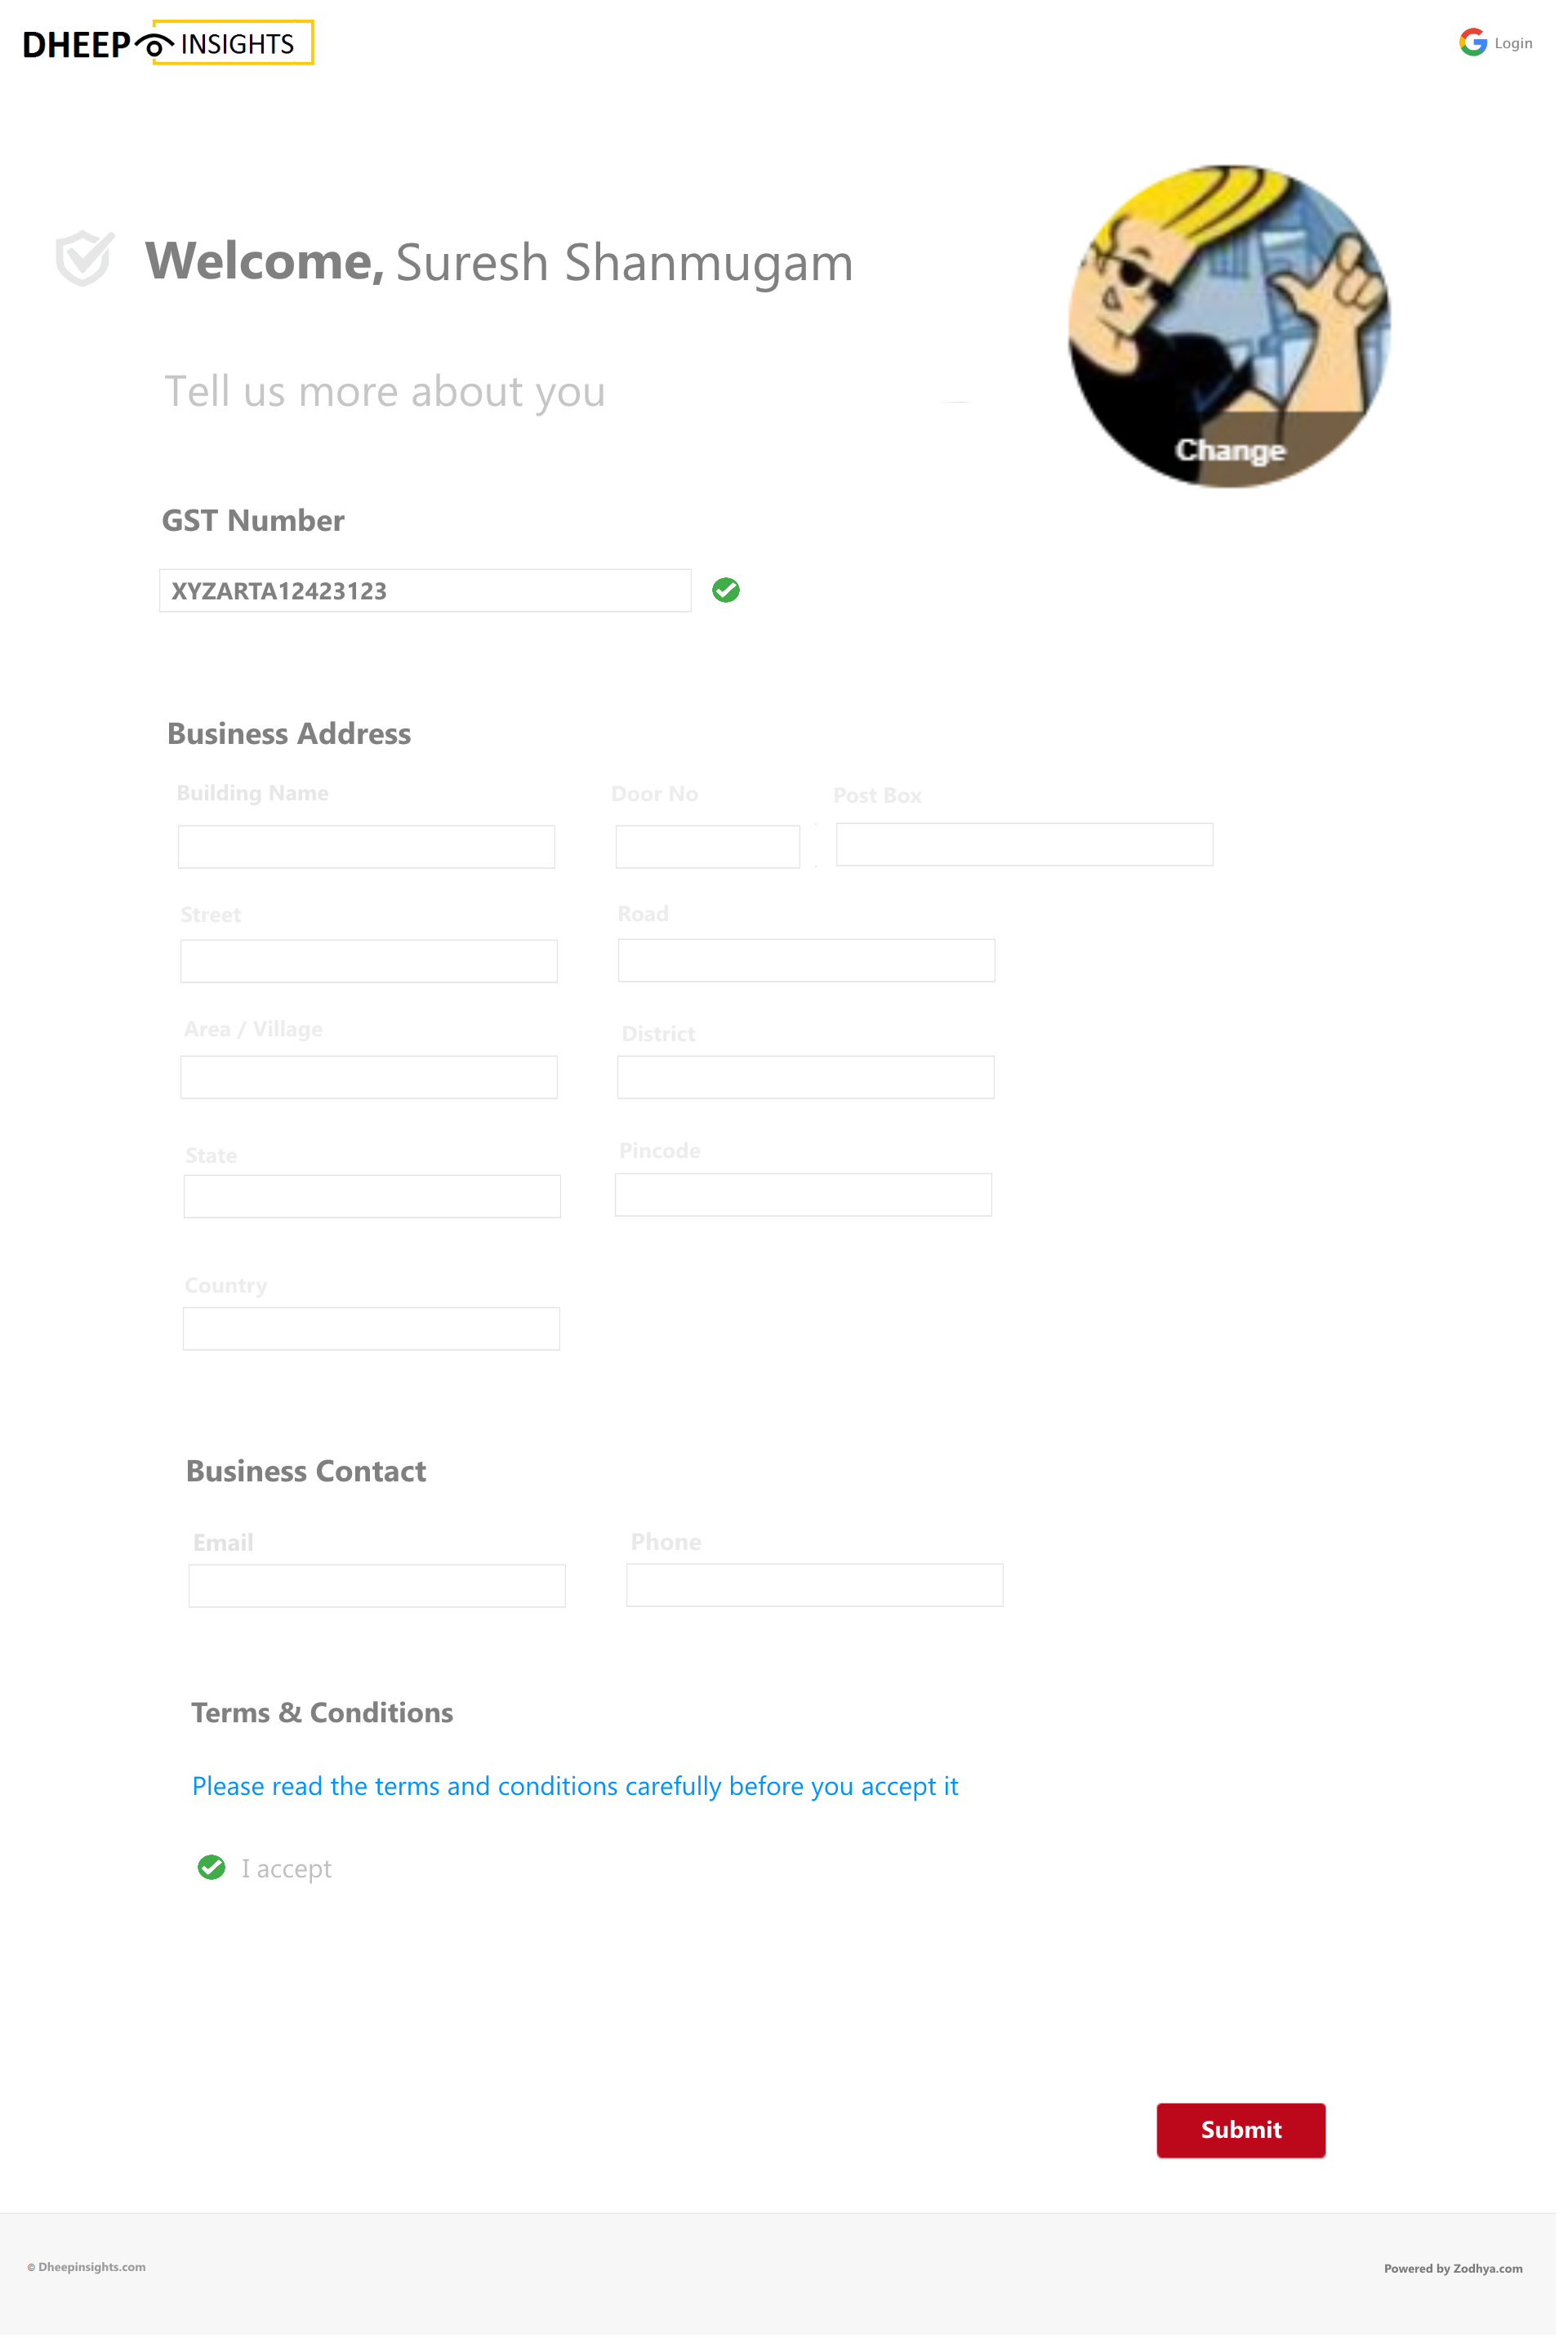 DHEEP INSIGHTS
Login
Welcome, Suresh Shanmugam
Tell us more about you
Change
GST Number
XYZARTA12423123
Business Address
Building Name Door No Post Box
Street Road
Area / Village District
State Pincode
Country
Business Contact
Email Phone
Terms & Conditions
Please read the terms and conditions carefully before you accept it
I accept
Submit
© Dheepinsights.com Powered by Zodhya.com